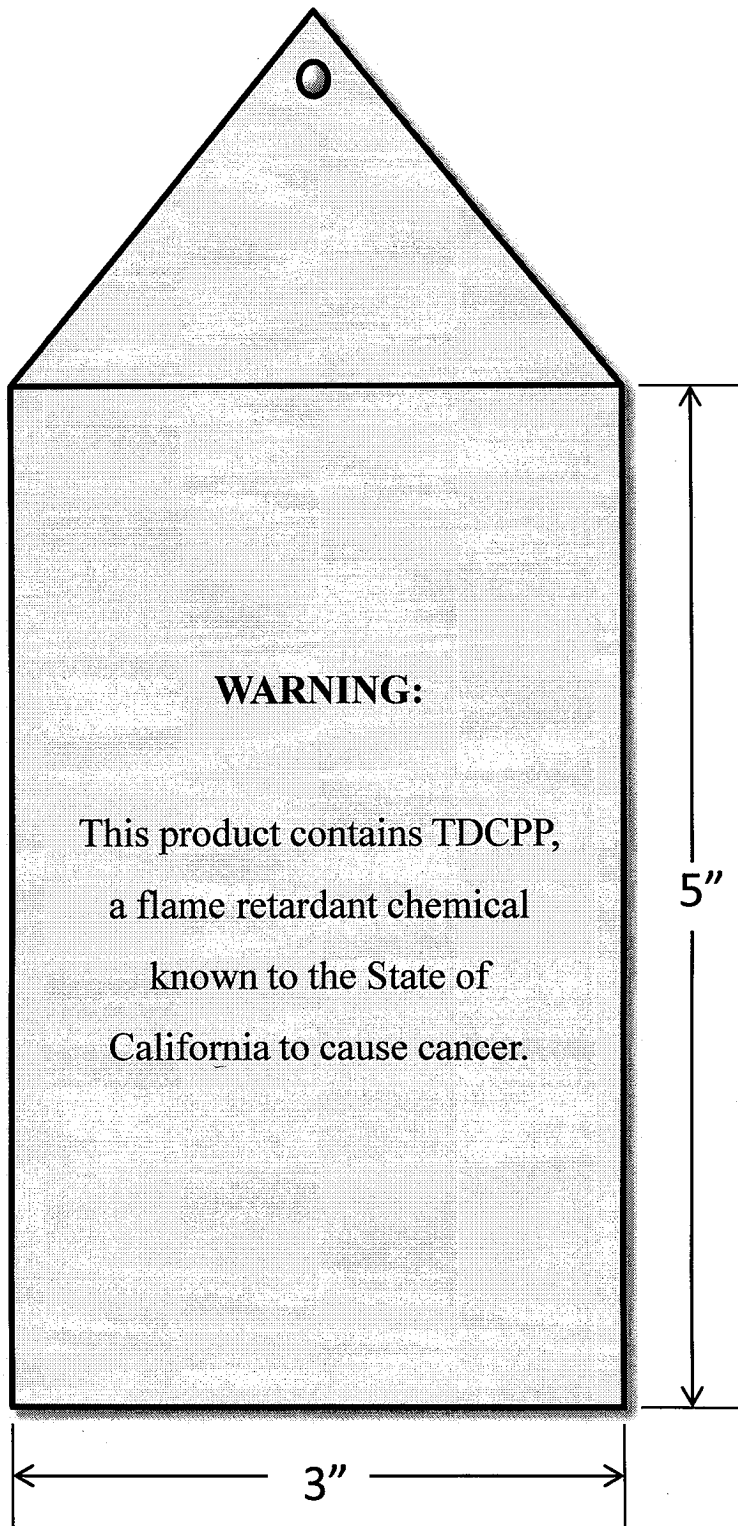 WARNING:
This product contains TDCPP,
a flame retardant chemical
known to the State of
California to cause cancer.
5”
3”